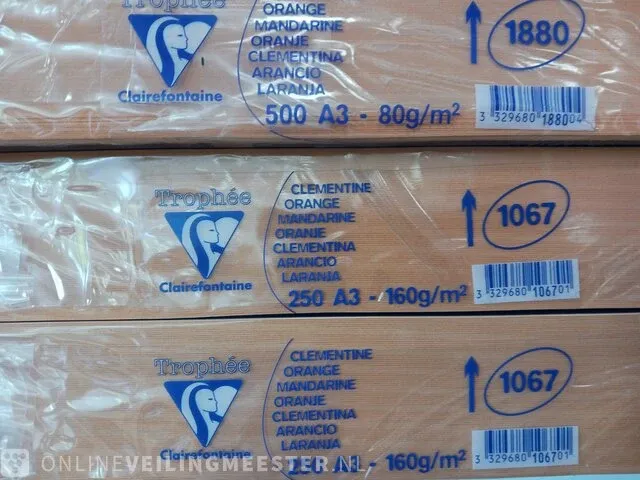 Trophée
ORANGE
MANDARINE
ORANJE
CLEMENTINA
ARANCIO
LARANJA
Clairefontaine
500 A3 - 80g/m²
1880
3 329680 188004
Trophée
CLEMENTINE
ORANGE
MANDARINE
ORANJE
CLEMENTINA
ARANCIO
LARANJA
Clairefontaine
250 A3 - 160g/m²
1067
3 329680 106701
Trophée
CLEMENTINE
ORANGE
MANDARINE
ORANJE
CLEMENTINA
ARANCIO
LARANJA
Clairefontaine
250 - 160g/m²
1067
3 329680 106701
ONLINEVEILINGMEESTER.NL